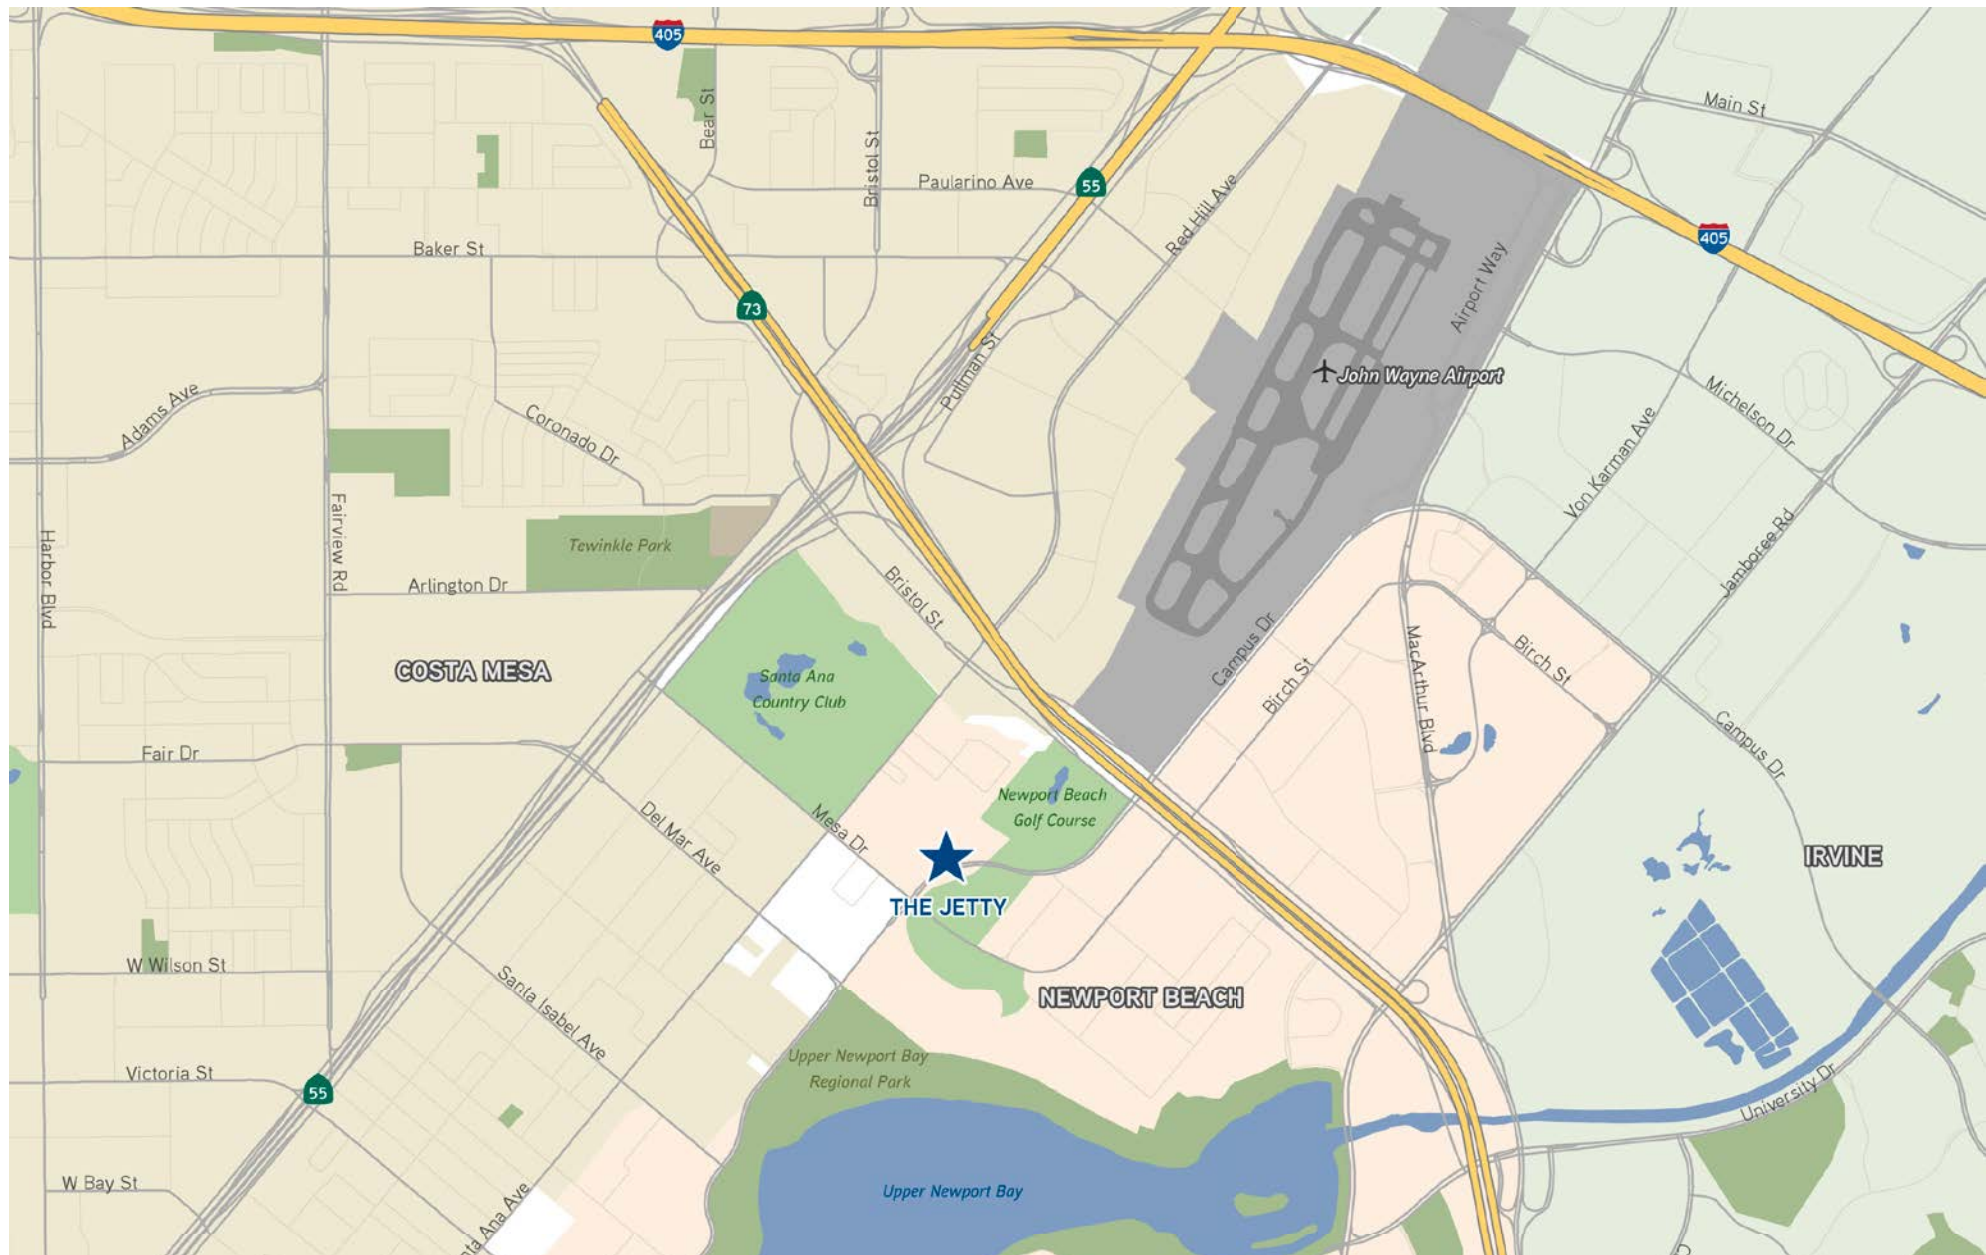 405
Main St
Bear St
Bristol St
Paularino Ave
55
Red Hill Ave
405
Baker St
73
Airport Way
Pullman St
John Wayne Airport
Adams Ave
Coronado Dr
Michelson Dr
Von Karman Ave
Fairview Rd
Harbor Blvd
Tewinkle Park
Jamboree Rd
Arlington Dr
Bristol St
Campus Dr
Birch St
MacArthur Blvd
Birch St
COSTA MESA
Santa Ana
Country Club
Fair Dr
Campus Dr
Newport Beach
Golf Course
Del Mar Ave
Mesa Dr
IRVINE
THE JETTY
W Wilson St
Santa Isabel Ave
NEWPORT BEACH
Upper Newport Bay
Regional Park
Victoria St
55
University Dr
W Bay St
Upper Newport Bay
ta Ana Ave